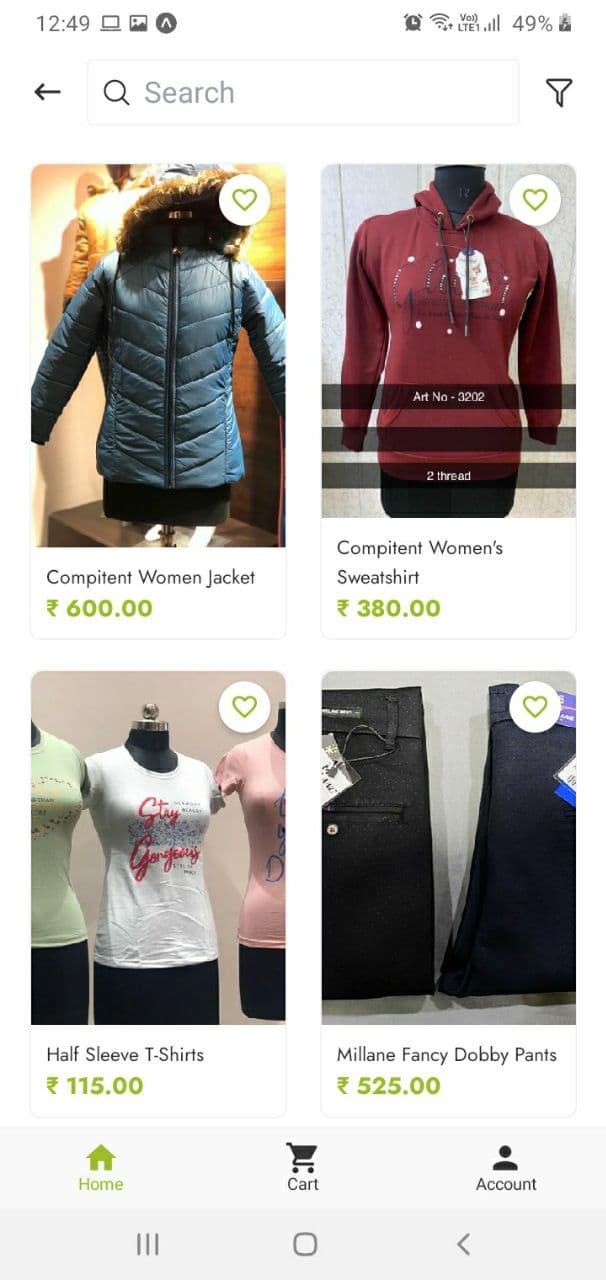 12:49
Vo))
LTE1
49%
Search
12
Art No - 3202
2 thread
Compitent Women Jacket
₹ 600.00
Compitent Women's
Sweatshirt
₹ 380.00
Stay
Gorgeous
Half Sleeve T-Shirts
₹ 115.00
Millane Fancy Dobby Pants
₹ 525.00
Home
Cart
Account